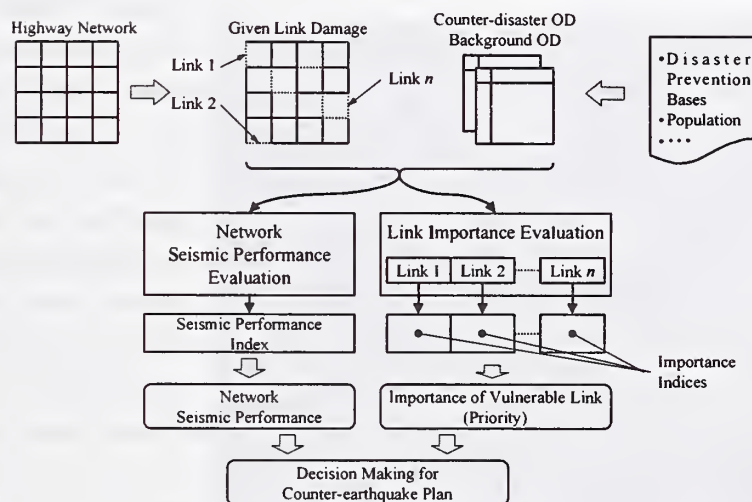 Highway Network
Given Link Damage
Counter-disaster OD
Background OD
Link 1
Link 2
Link n
•Disaster
Prevention
Bases
•Population
•····
Network
Seismic Performance
Evaluation
Link Importance Evaluation
Link 1
Link 2
Link n
Seismic Performance
Index
Importance
Indices
Network
Seismic Performance
Importance of Vulnerable Link
(Priority)
Decision Making for
Counter-earthquake Plan